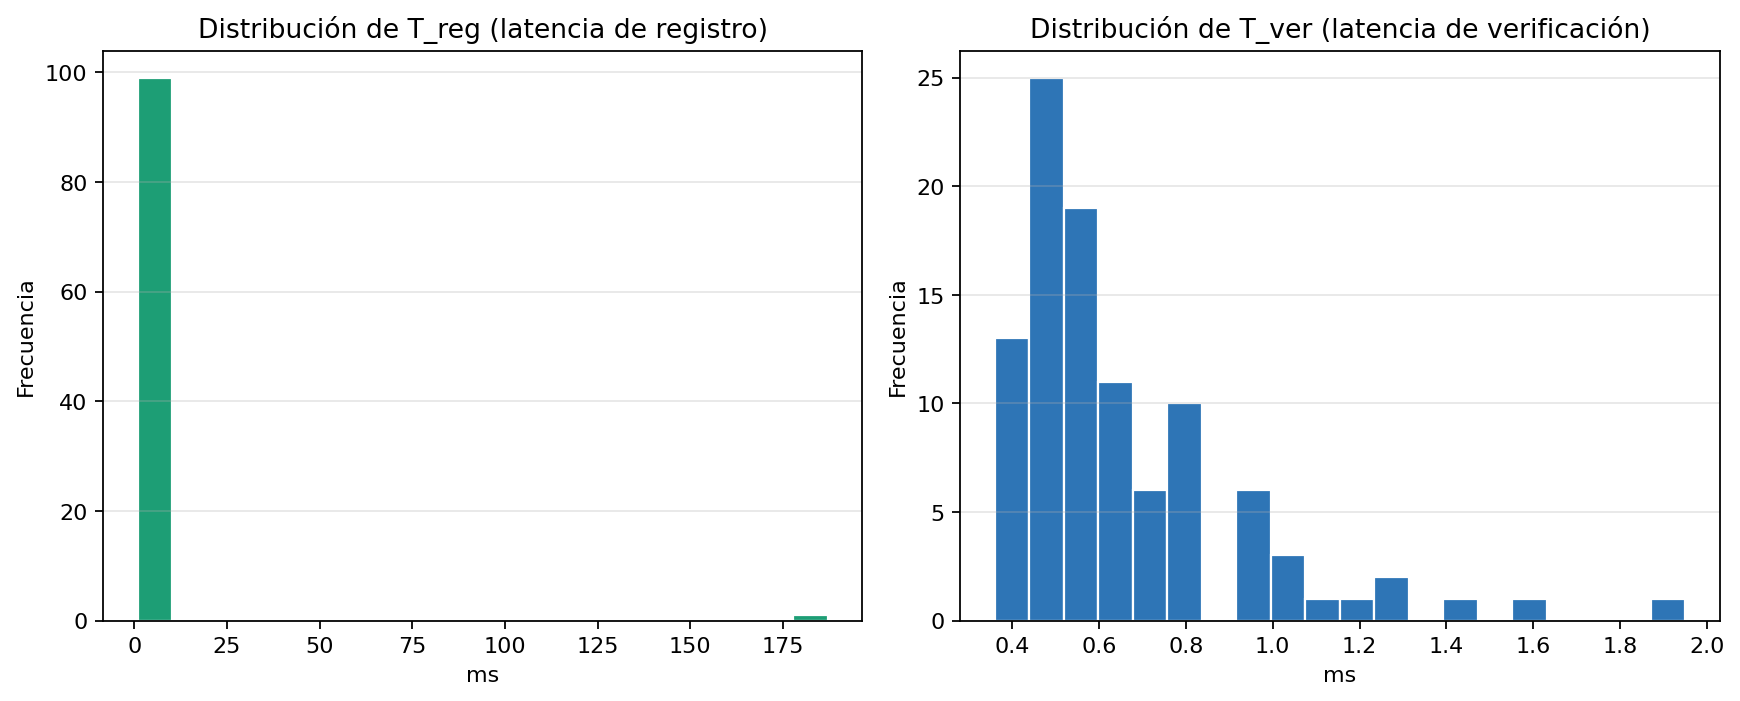 Distribución de T_reg (latencia de registro)
100
80
60
40
20
0
Frecuencia
0 25 50 75 100 125 150 175
ms
Distribución de T_ver (latencia de verificación)
25
20
15
10
5
0
Frecuencia
0.4 0.6 0.8 1.0 1.2 1.4 1.6 1.8 2.0
ms